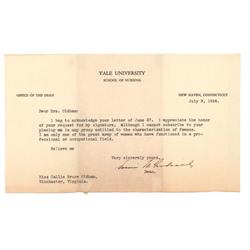 YALE UNIVERSITY
SCHOOL OF NURSING
OFFICE OF THE DEAN
NEW HAVEN, CONNECTICUT
July 9, 1934.
Dear Mrs. Oldham:
I beg to acknowledge your letter of June 27. I appreciate the honor
of your request for my signature, although I cannot subscribe to your
placing me in any group entitled to the characterization of famous.
I am only one of the great army of women who have functioned in a pro-
fessional or occupational field.
Believe me
Very sincerely yours,
Dean.
Miss Callie Bruce Oldham,
Winchester, Virginia.